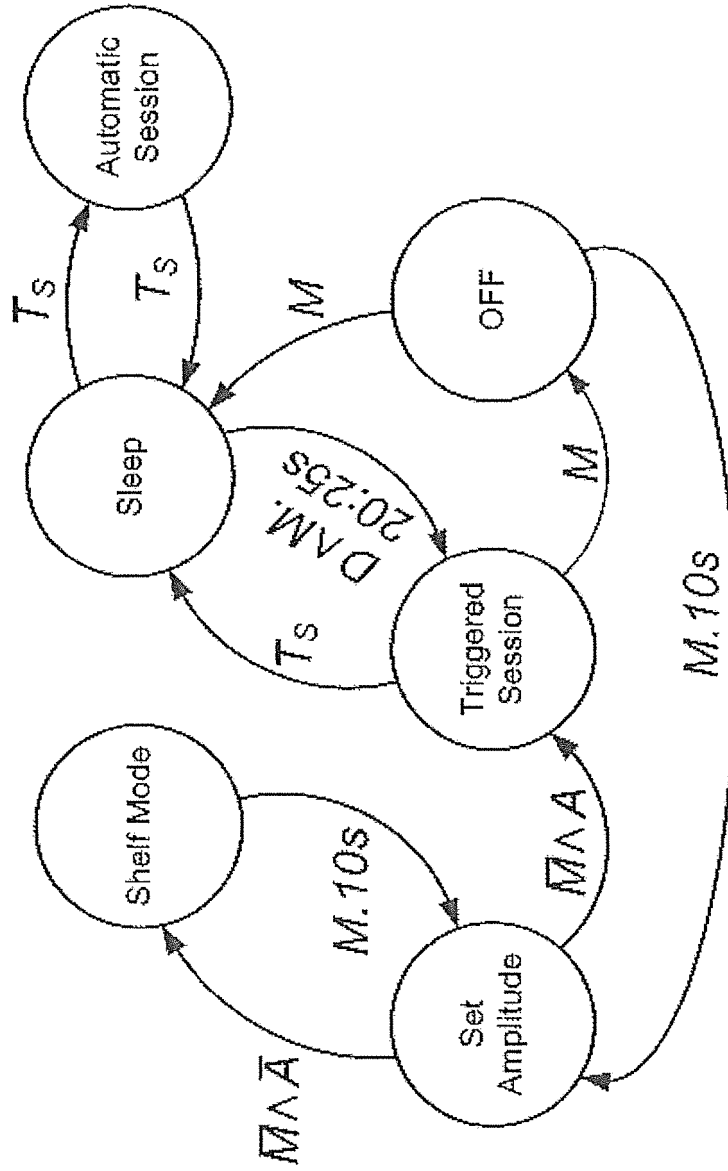 Shelf Mode
Sleep
Automatic
Session
Set
Amplitude
Triggered
Session
OFF
M̅ ∧ A̅
M.10s
M̅ ∧ A
T_S
D ∧ M.
20:25s
T_S
T_S
M
M
M.10s